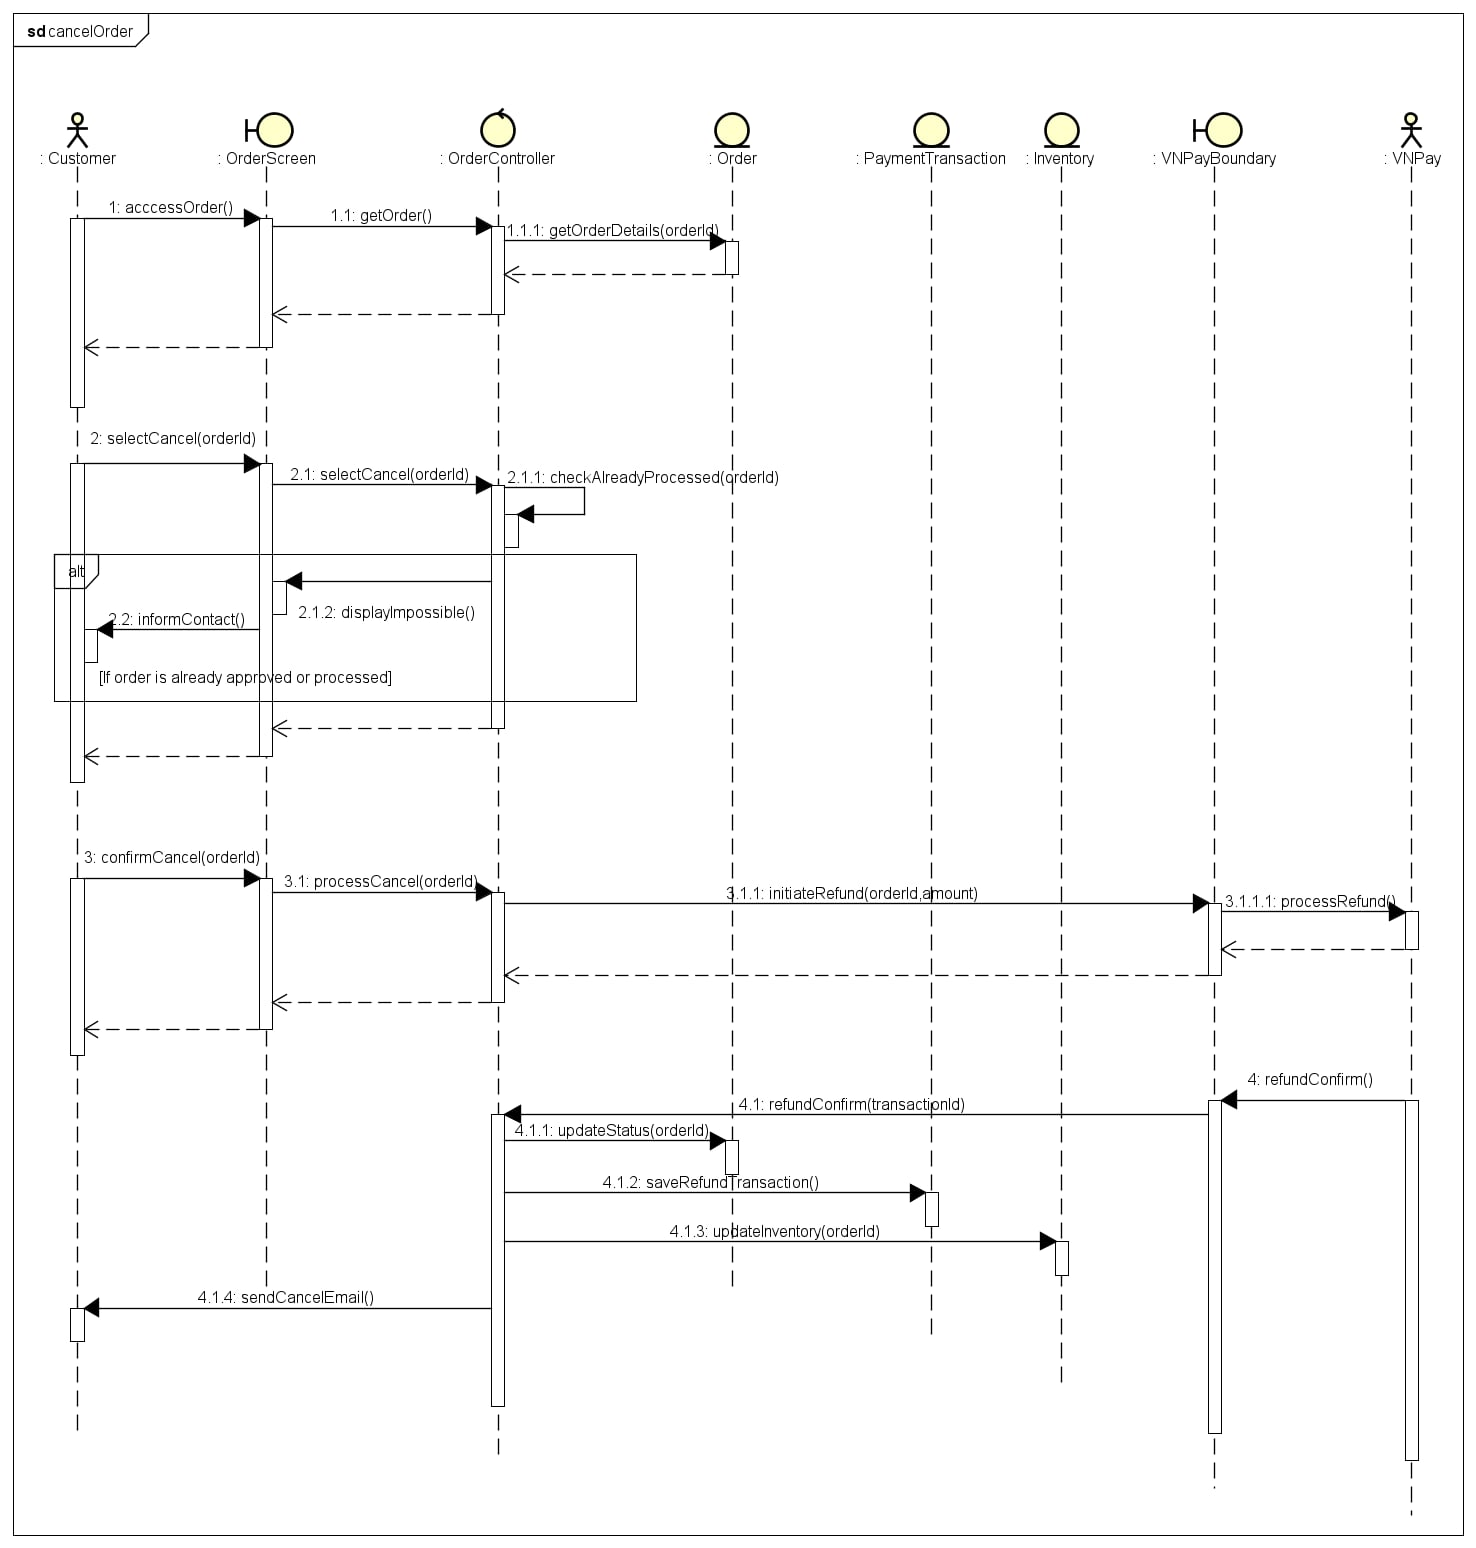 sd cancelOrder
: Customer
: OrderScreen
: OrderController
: Order
: PaymentTransaction
: Inventory
: VNPayBoundary
: VNPay
1: acccessOrder()
1.1: getOrder()
1.1.1: getOrderDetails(orderId)
2: selectCancel(orderId)
2.1: selectCancel(orderId)
2.1.1: checkAlreadyProcessed(orderId)
alt
2.1.2: displayImpossible()
2.2: informContact()
[If order is already approved or processed]
3: confirmCancel(orderId)
3.1: processCancel(orderId)
3.1.1: initiateRefund(orderId,amount)
3.1.1.1: processRefund()
4: refundConfirm()
4.1: refundConfirm(transactionId)
4.1.1: updateStatus(orderId)
4.1.2: saveRefundTransaction()
4.1.3: updateInventory(orderId)
4.1.4: sendCancelEmail()